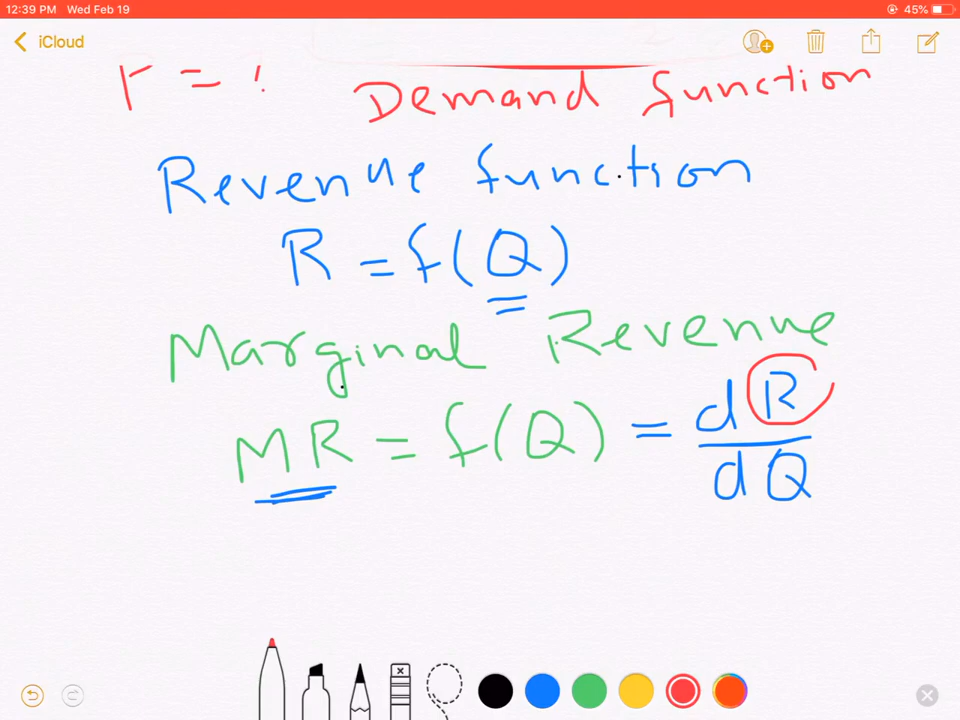 12:39 PM Wed Feb 19 45%
iCloud
Demand function
Revenue function
R = f(Q)
Marginal Revenue
MR = f(Q) = dR/dQ